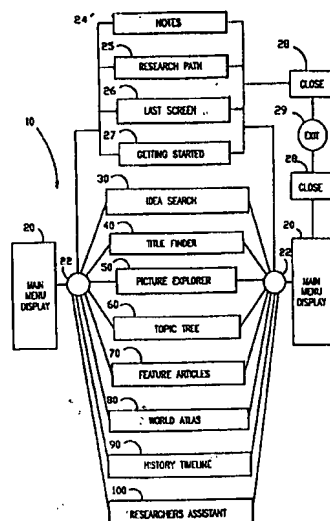 24
NOTES
25
RESEARCH PATH
28
CLOSE
26
LAST SCREEN
29
EXIT
27
GETTING STARTED
28
CLOSE
10
30
IDEA SEARCH
20
20
40
TITLE FINDER
22
22
50
PICTURE EXPLORER
MAIN
MENU
DISPLAY
MAIN
MENU
DISPLAY
60
TOPIC TREE
70
FEATURE ARTICLES
80
WORLD ATLAS
90
HISTORY TIMELINE
100
RESEARCHERS ASSISTANT